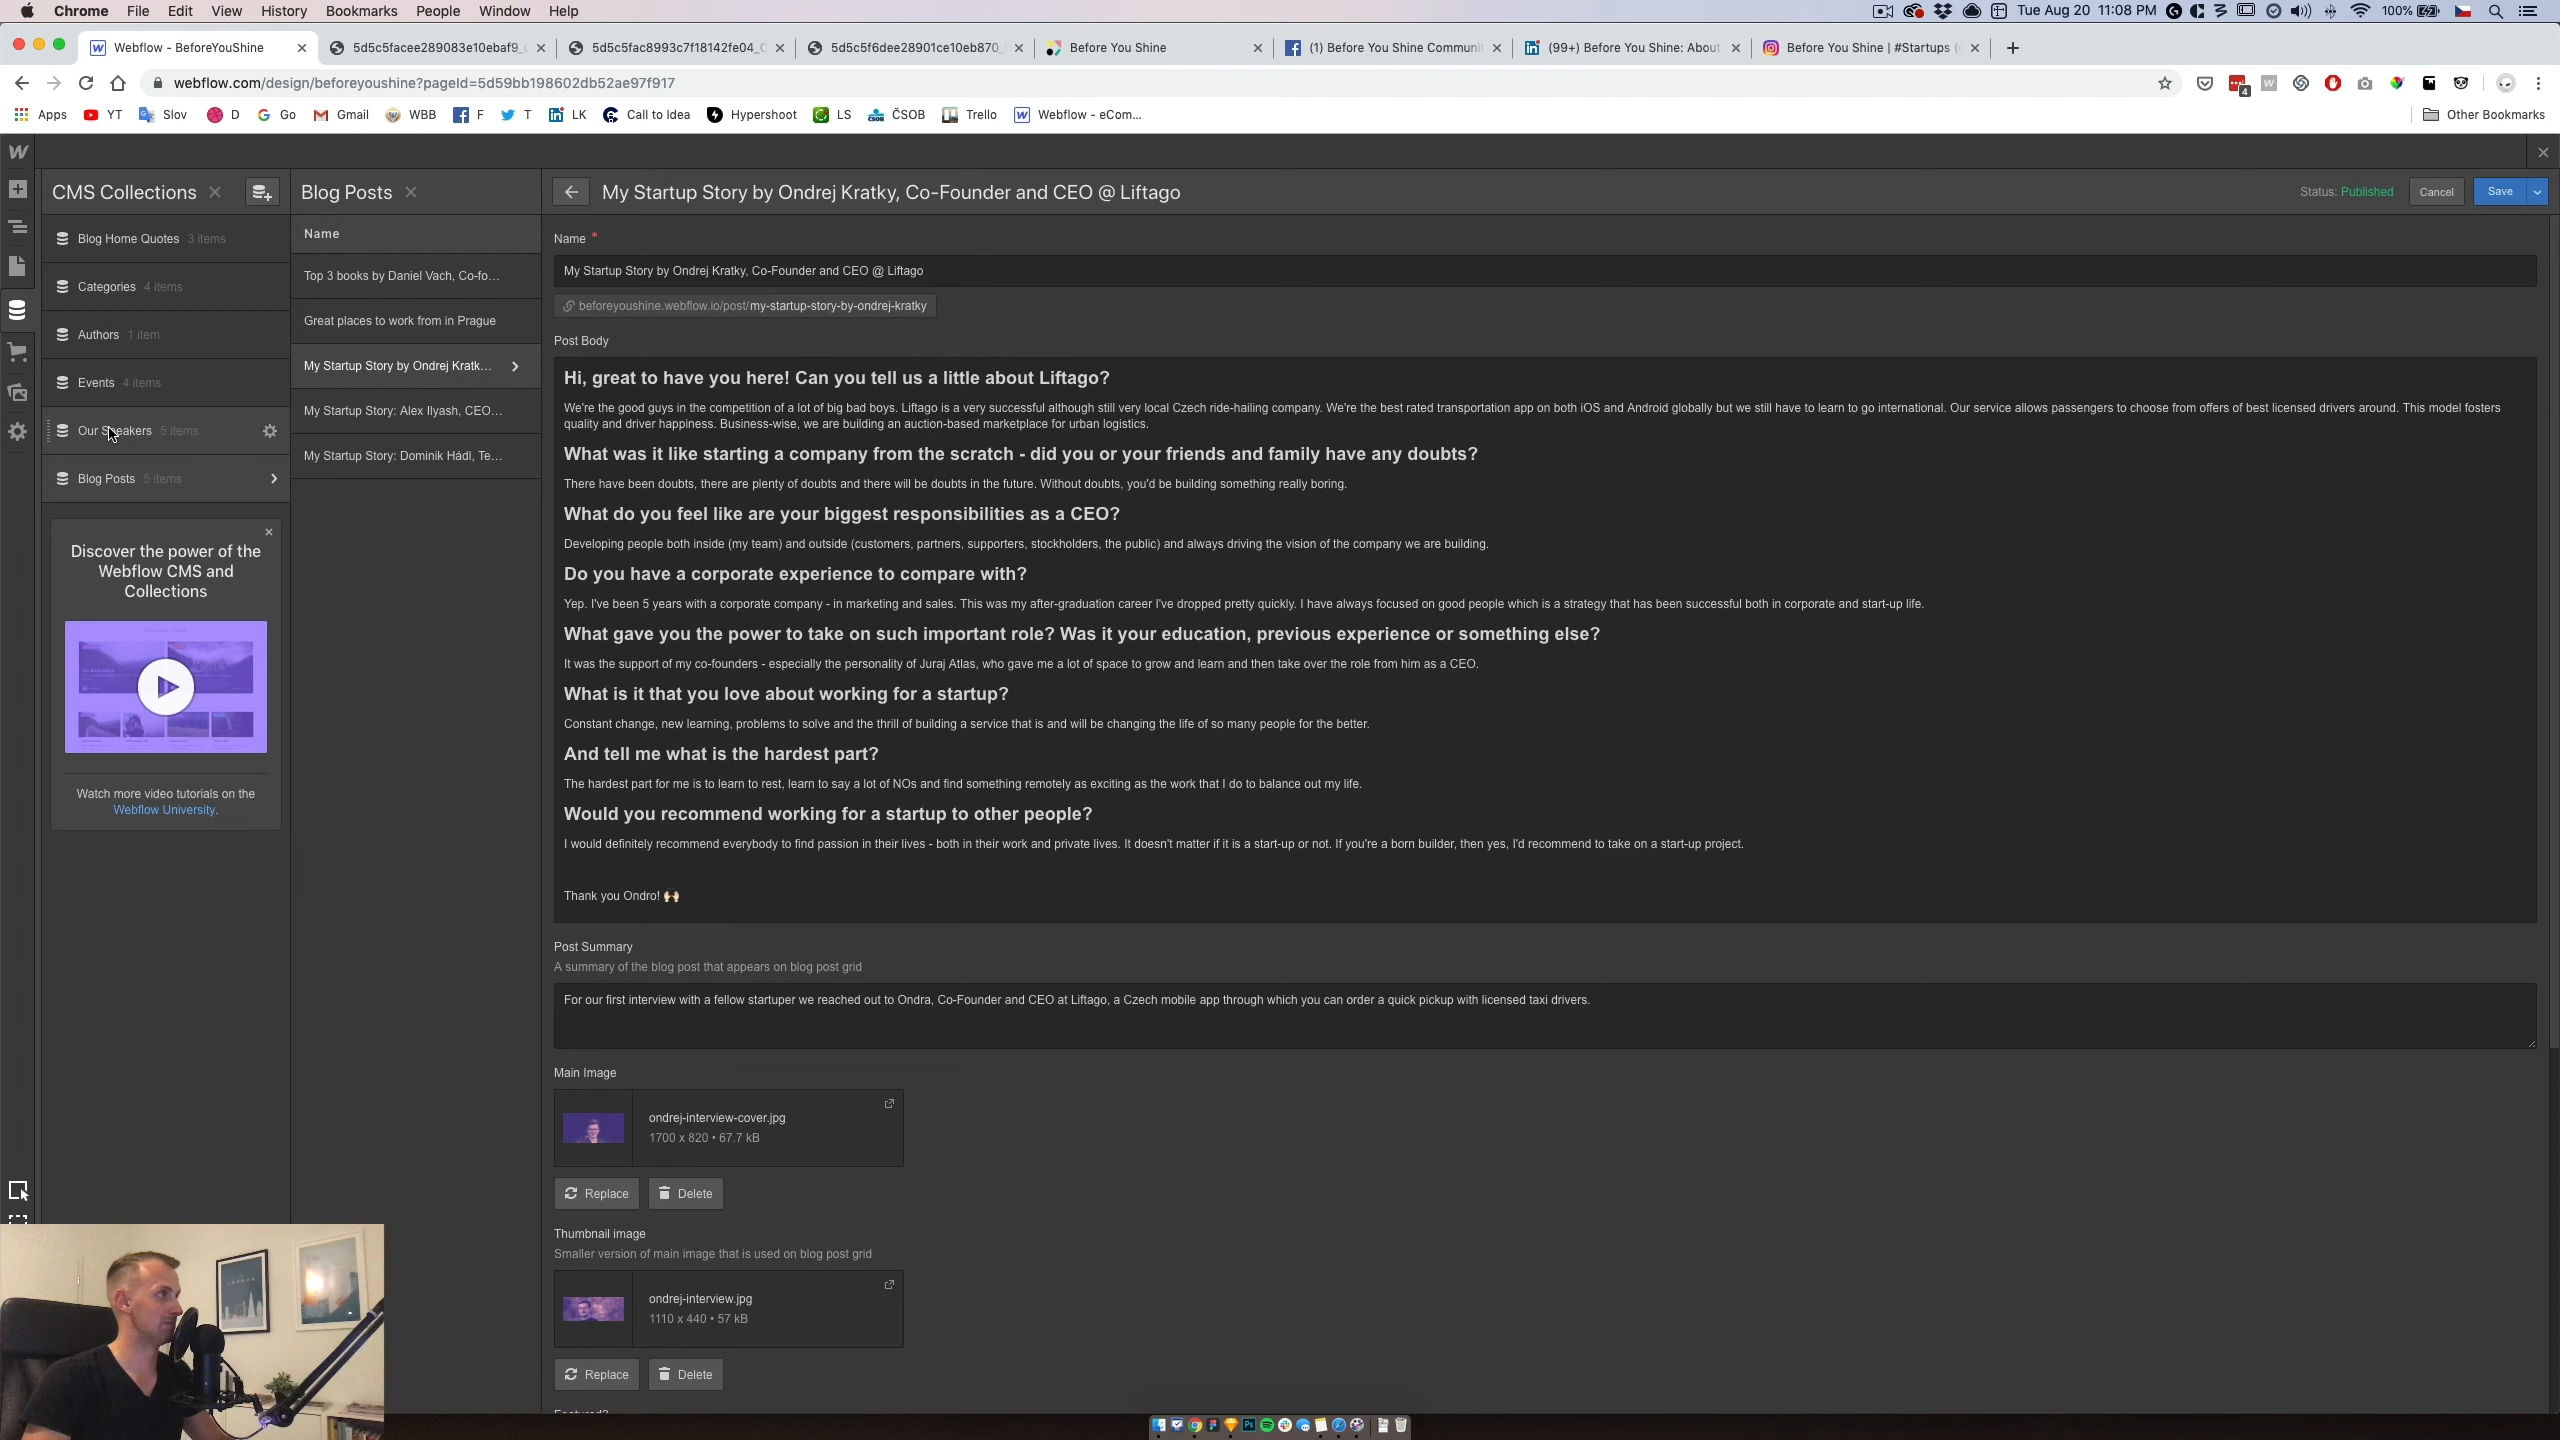 Chrome File Edit View History Bookmarks People Window Help
Tue Aug 20 11:08 PM 100%
Webflow - BeforeYouShine
5d5c5facee289083e10ebaf9_
5d5c5fac8993c7f18142fe04_
5d5c5f6dee28901ce10eb870_
Before You Shine
(1) Before You Shine Communi
(99+) Before You Shine: About
Before You Shine | #Startups (
webflow.com/design/beforeyoushine?pageId=5d59bb198602db52ae97f917
4
Apps YT Slov D Go Gmail WBB F T LK Call to Idea Hypershoot LS ČSOB Trello Webflow - eCom... Other Bookmarks
CMS Collections
Blog Home Quotes 3 items
Categories 4 items
Authors 1 item
Events 4 items
Our Speakers 5 items
Blog Posts 5 items
Discover the power of the
Webflow CMS and
Collections
Watch more video tutorials on the
Webflow University.
Blog Posts
Name
Top 3 books by Daniel Vach, Co-fo...
Great places to work from in Prague
My Startup Story by Ondrej Kratk...
My Startup Story: Alex Ilyash, CEO...
My Startup Story: Dominik Hádl, Te...
My Startup Story by Ondrej Kratky, Co-Founder and CEO @ Liftago
Status: Published Cancel Save
Name *
My Startup Story by Ondrej Kratky, Co-Founder and CEO @ Liftago
beforeyoushine.webflow.io/post/my-startup-story-by-ondrej-kratky
Post Body
Hi, great to have you here! Can you tell us a little about Liftago?
We're the good guys in the competition of a lot of big bad boys. Liftago is a very successful although still very local Czech ride-hailing company. We're the best rated transportation app on both iOS and Android globally but we still have to learn to go international. Our service allows passengers to choose from offers of best licensed drivers around. This model fosters
quality and driver happiness. Business-wise, we are building an auction-based marketplace for urban logistics.
What was it like starting a company from the scratch - did you or your friends and family have any doubts?
There have been doubts, there are plenty of doubts and there will be doubts in the future. Without doubts, you'd be building something really boring.
What do you feel like are your biggest responsibilities as a CEO?
Developing people both inside (my team) and outside (customers, partners, supporters, stockholders, the public) and always driving the vision of the company we are building.
Do you have a corporate experience to compare with?
Yep. I've been 5 years with a corporate company - in marketing and sales. This was my after-graduation career I've dropped pretty quickly. I have always focused on good people which is a strategy that has been successful both in corporate and start-up life.
What gave you the power to take on such important role? Was it your education, previous experience or something else?
It was the support of my co-founders - especially the personality of Juraj Atlas, who gave me a lot of space to grow and learn and then take over the role from him as a CEO.
What is it that you love about working for a startup?
Constant change, new learning, problems to solve and the thrill of building a service that is and will be changing the life of so many people for the better.
And tell me what is the hardest part?
The hardest part for me is to learn to rest, learn to say a lot of NOs and find something remotely as exciting as the work that I do to balance out my life.
Would you recommend working for a startup to other people?
I would definitely recommend everybody to find passion in their lives - both in their work and private lives. It doesn't matter if it is a start-up or not. If you're a born builder, then yes, I'd recommend to take on a start-up project.
Thank you Ondro! 🙌🏻
Post Summary
A summary of the blog post that appears on blog post grid
For our first interview with a fellow startuper we reached out to Ondra, Co-Founder and CEO at Liftago, a Czech mobile app through which you can order a quick pickup with licensed taxi drivers.
Main Image
ondrej-interview-cover.jpg
1700 x 820 • 67.7 kB
Replace Delete
Thumbnail image
Smaller version of main image that is used on blog post grid
ondrej-interview.jpg
1110 x 440 • 57 kB
Replace Delete